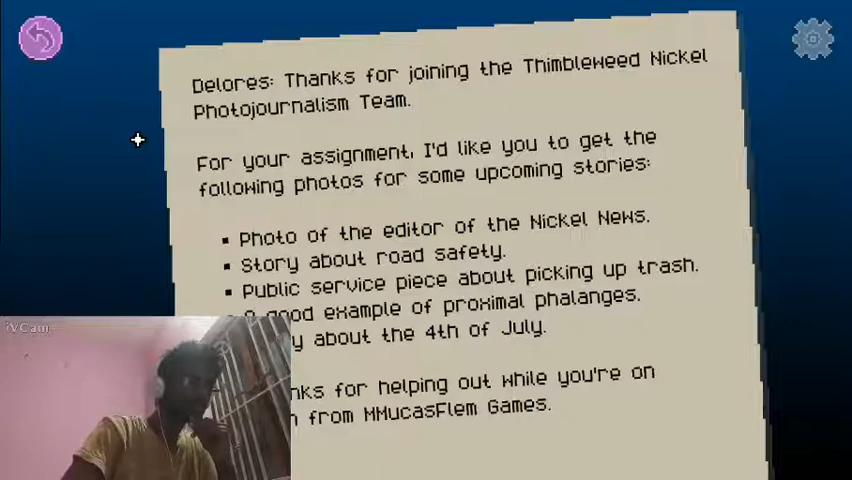 Delores: Thanks for joining the Thimbleweed Nickel
Photojournalism Team.
For your assignment, I'd like you to get the
following photos for some upcoming stories:
▪ Photo of the editor of the Nickel News.
▪ Story about road safety.
▪ Public service piece about picking up trash.
good example of proximal phalanges.
about the 4th of July.
for helping out while you're on
from MMucasFlem Games.
iVCam